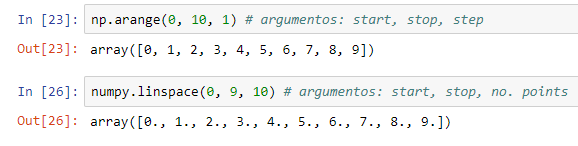 In [23]: np.arange(0, 10, 1) # argumentos: start, stop, step
Out[23]: array([0, 1, 2, 3, 4, 5, 6, 7, 8, 9])
In [26]: numpy.linspace(0, 9, 10) # argumentos: start, stop, no. points
Out[26]: array([0., 1., 2., 3., 4., 5., 6., 7., 8., 9.])